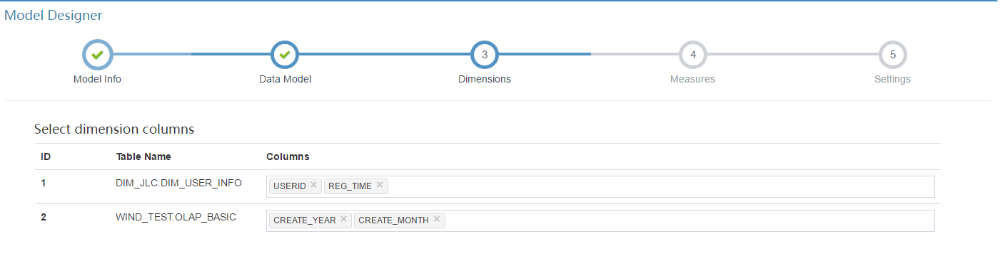 Model Designer
3 4 5
Model Info Data Model Dimensions Measures Settings
Select dimension columns
ID Table Name Columns
1 DIM_JLC.DIM_USER_INFO USERID × REG_TIME ×
2 WIND_TEST.OLAP_BASIC CREATE_YEAR × CREATE_MONTH ×